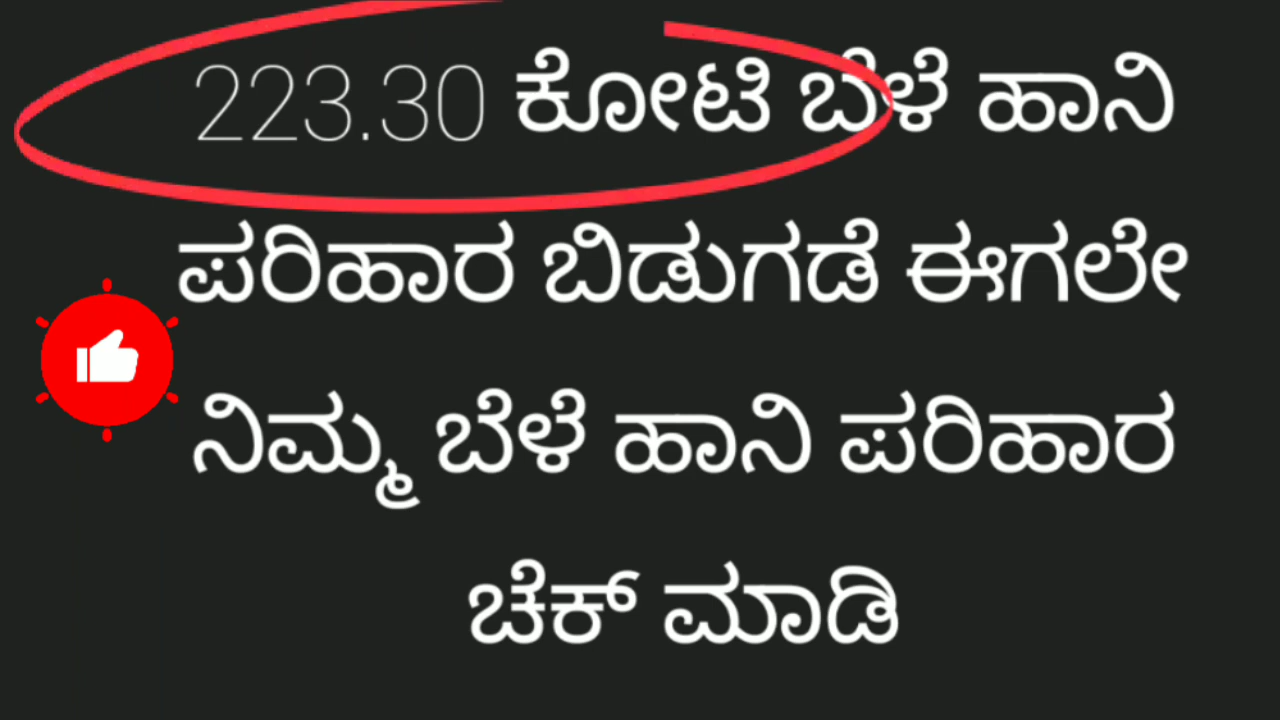 223.30 ಕೋಟಿ ಬೆಳೆ ಹಾನಿ
ಪರಿಹಾರ ಬಿಡುಗಡೆ ಈಗಲೇ
ನಿಮ್ಮ ಬೆಳೆ ಹಾನಿ ಪರಿಹಾರ
ಚೆಕ್ ಮಾಡಿ